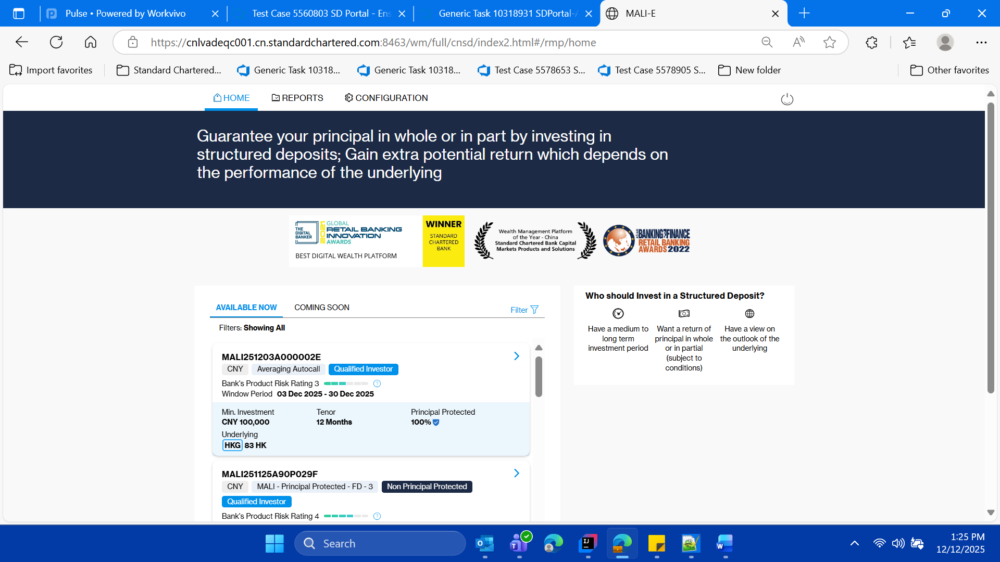 Pulse • Powered by Workvivo
Test Case 5560803 SD Portal - Ens
Generic Task 10318931 SDPortal-A
MALI-E
https://cnlvadeqc001.cn.standardchartered.com:8463/wm/full/cnsd/index2.html#/rmp/home
Import favorites
Standard Chartered...
Generic Task 10318...
Generic Task 10318...
Test Case 5578653 S...
Test Case 5578905 S...
New folder
Other favorites
HOME
REPORTS
CONFIGURATION
Guarantee your principal in whole or in part by investing in
structured deposits; Gain extra potential return which depends on
the performance of the underlying
THE
DIGITAL
BANKER
2021
GLOBAL
RETAIL BANKING
INNOVATION
AWARDS
BEST DIGITAL WEALTH PLATFORM
WINNER
STANDARD
CHARTERED
BANK
Wealth Management Platform
of the Year - China
Standard Chartered Bank Capital
Markets Products and Solutions
ASIAN
BANKING&FINANCE
RETAIL BANKING
AWARDS 2022
AVAILABLE NOW
COMING SOON
Filter
Filters: Showing All
MALI251203A000002E
CNY
Averaging Autocall
Qualified Investor
Bank's Product Risk Rating 3
?
Window Period 03 Dec 2025 - 30 Dec 2025
Min. Investment
CNY 100,000
Tenor
12 Months
Principal Protected
100%
Underlying
HKG 83 HK
MALI251125A90P029F
CNY
MALI - Principal Protected - FD - 3
Non Principal Protected
Qualified Investor
Bank's Product Risk Rating 4
?
Who should Invest in a Structured Deposit?
Have a medium to
long term
investment period
Want a return of
principal in whole
or in partial
(subject to
conditions)
Have a view on
the outlook of the
underlying
Search
1:25 PM
12/12/2025